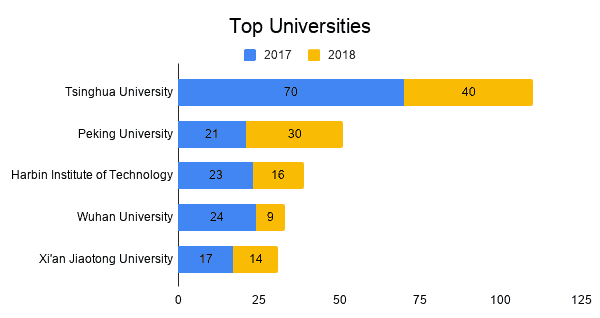 Top Universities
2017 2018
Tsinghua University 70 40
Peking University 21 30
Harbin Institute of Technology 23 16
Wuhan University 24 9
Xi'an Jiaotong University 17 14
0 25 50 75 100 125